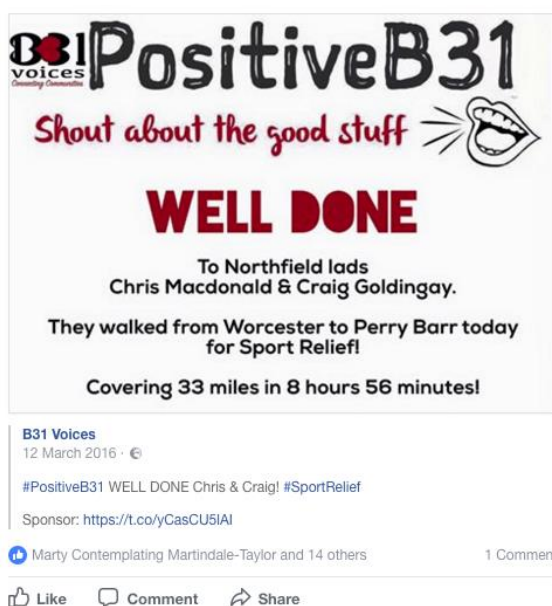 B31
voices
Connecting Communities
PositiveB31
Shout about the good stuff
WELL DONE
To Northfield lads
Chris Macdonald & Craig Goldingay.
They walked from Worcester to Perry Barr today
for Sport Relief!
Covering 33 miles in 8 hours 56 minutes!
B31 Voices
12 March 2016 ·
#PositiveB31 WELL DONE Chris & Craig! #SportRelief
Sponsor: https://t.co/yCasCU5lAI
Marty Contemplating Martindale-Taylor and 14 others
1 Commen
Like Comment Share